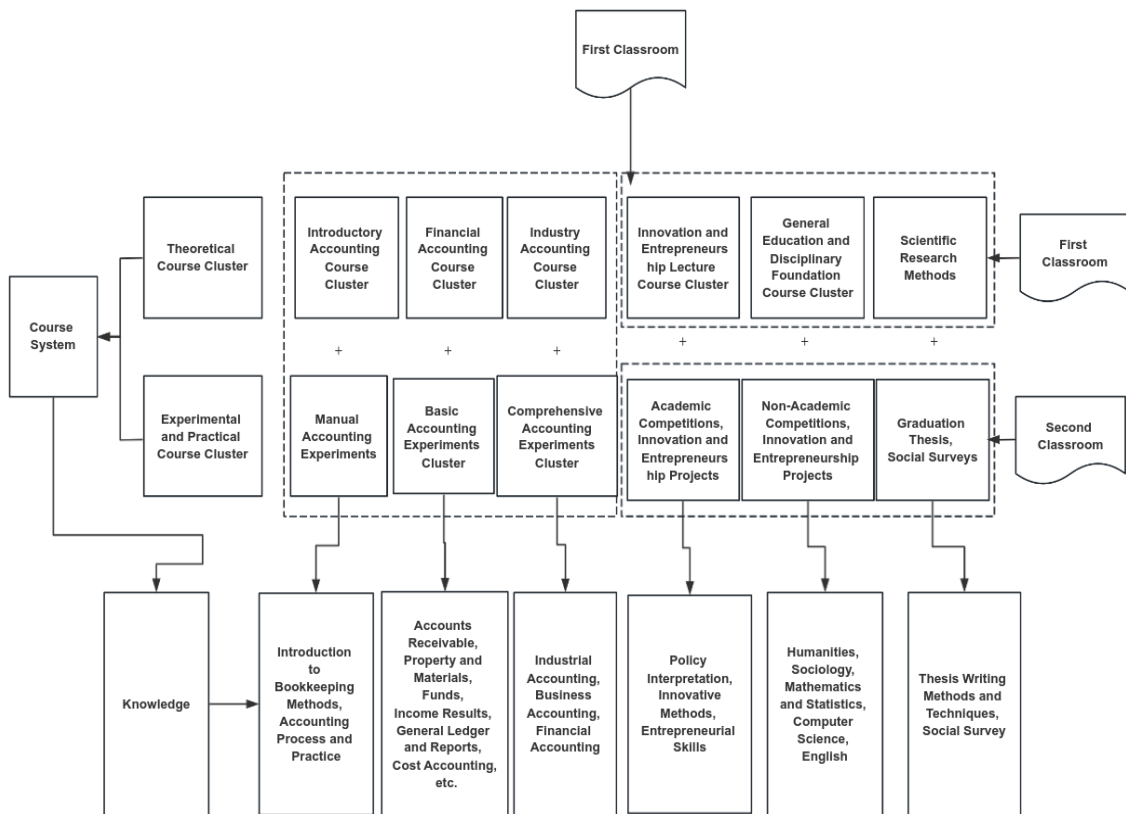 First Classroom
Theoretical
Course Cluster
Introductory
Accounting
Course
Cluster
Financial
Accounting
Course
Cluster
Industry
Accounting
Course
Cluster
Innovation and
Entrepreneurs
hip Lecture
Course Cluster
General
Education and
Disciplinary
Foundation
Course Cluster
Scientific
Research
Methods
First
Classroom
Course
System
+
+
+
+
+
+
Experimental
and Practical
Course Cluster
Manual
Accounting
Experiments
Basic
Accounting
Experiments
Cluster
Comprehensive
Accounting
Experiments
Cluster
Academic
Competitions,
Innovation and
Entrepreneurs
hip Projects
Non-Academic
Competitions,
Innovation and
Entrepreneurship
Projects
Graduation
Thesis,
Social Surveys
Second
Classroom
Knowledge
Introduction
to
Bookkeeping
Methods,
Accounting
Process and
Practice
Accounts
Receivable,
Property and
Materials,
Funds,
Income Results,
General Ledger
and Reports,
Cost Accounting,
etc.
Industrial
Accounting,
Business
Accounting,
Financial
Accounting
Policy
Interpretation,
Innovative
Methods,
Entrepreneurial
Skills
Humanities,
Sociology,
Mathematics
and Statistics,
Computer
Science,
English
Thesis Writing
Methods and
Techniques,
Social Survey